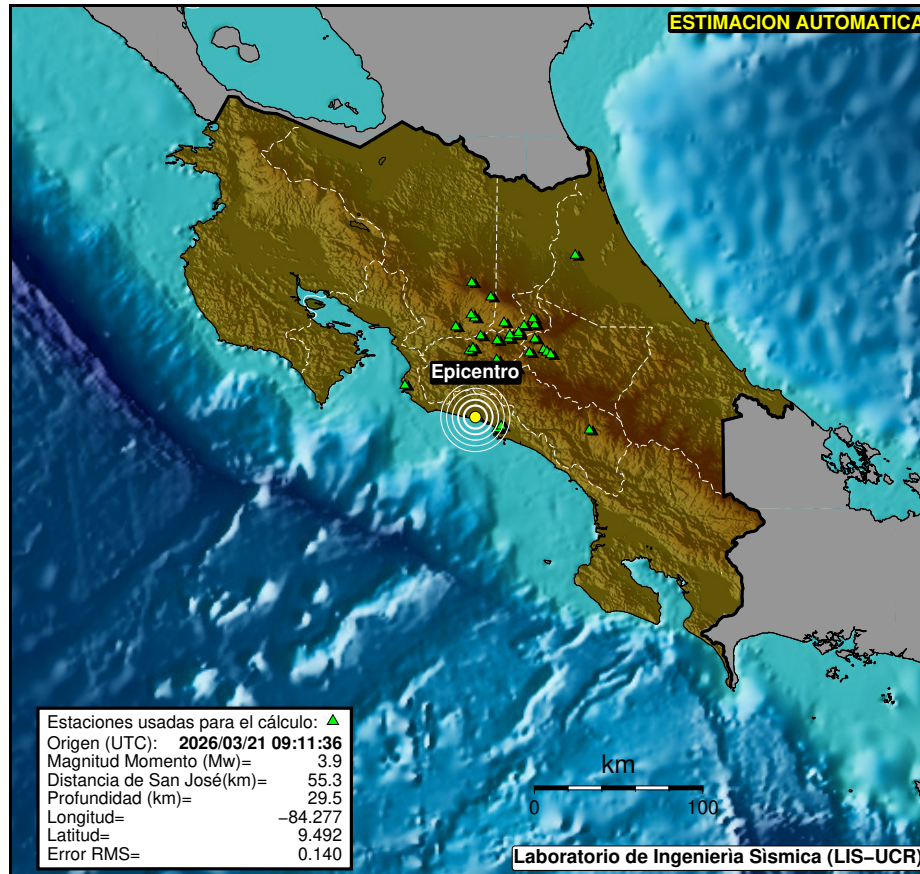 ESTIMACION AUTOMATICA
Epicentro
Estaciones usadas para el cálculo:
Origen (UTC): 2026/03/21 09:11:36
Magnitud Momento (Mw)= 3.9
Distancia de San José(km)= 55.3
Profundidad (km)= 29.5
Longitud= −84.277
Latitud= 9.492
Error RMS= 0.140
km
0 100
Laboratorio de Ingenierìa Sìsmica (LIS−UCR)